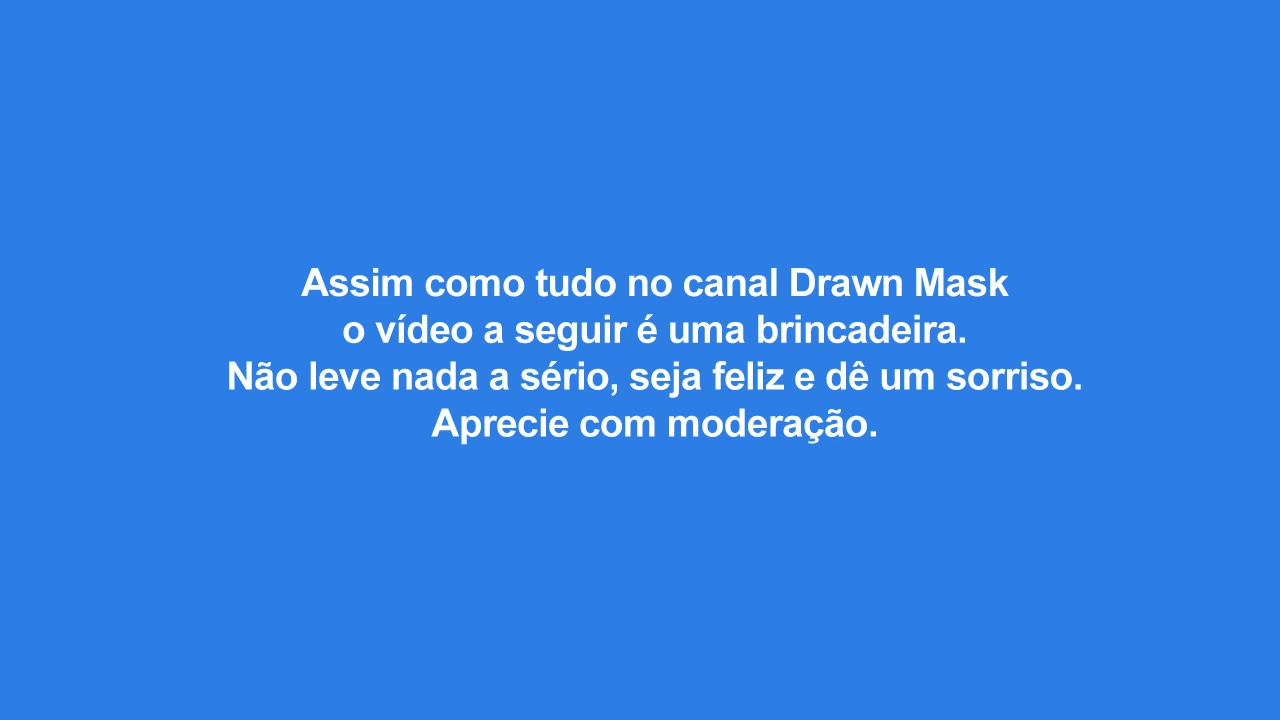 Assim como tudo no canal Drawn Mask
o vídeo a seguir é uma brincadeira.
Não leve nada a sério, seja feliz e dê um sorriso.
Aprecie com moderação.